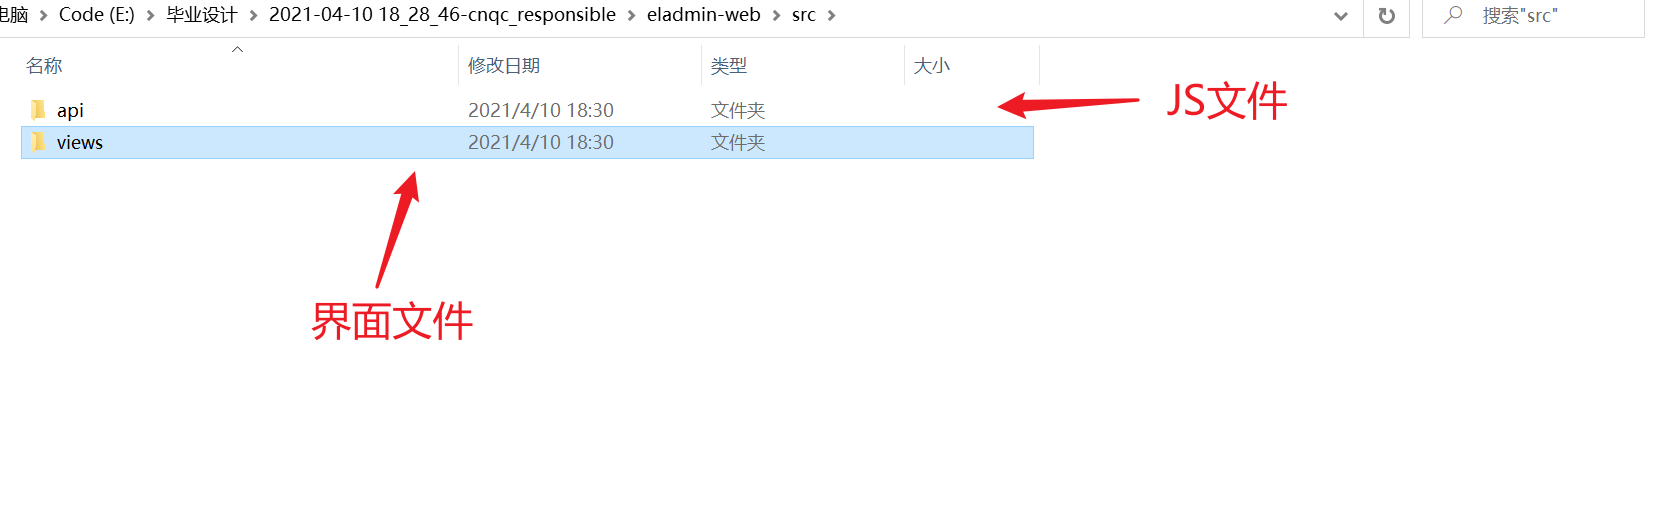 电脑 > Code (E:) > 毕业设计 > 2021-04-10 18_28_46-cnqc_responsible > eladmin-web > src >
搜索"src"
名称 修改日期 类型 大小
api 2021/4/10 18:30 文件夹
JS文件
views 2021/4/10 18:30 文件夹
界面文件